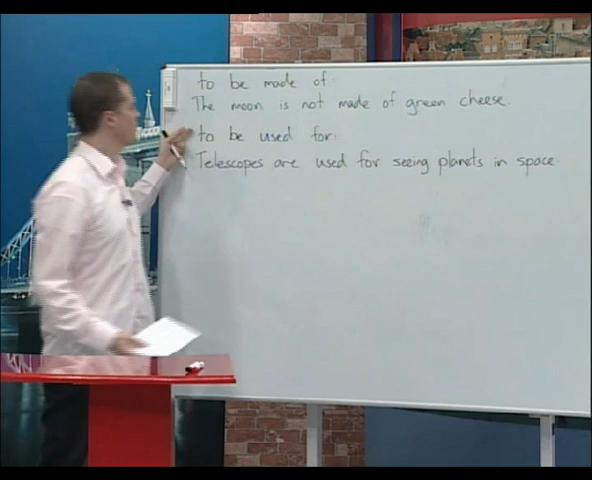 to be made of:
The moon is not made of green cheese.
to be used for:
Telescopes are used for seeing planets in space.